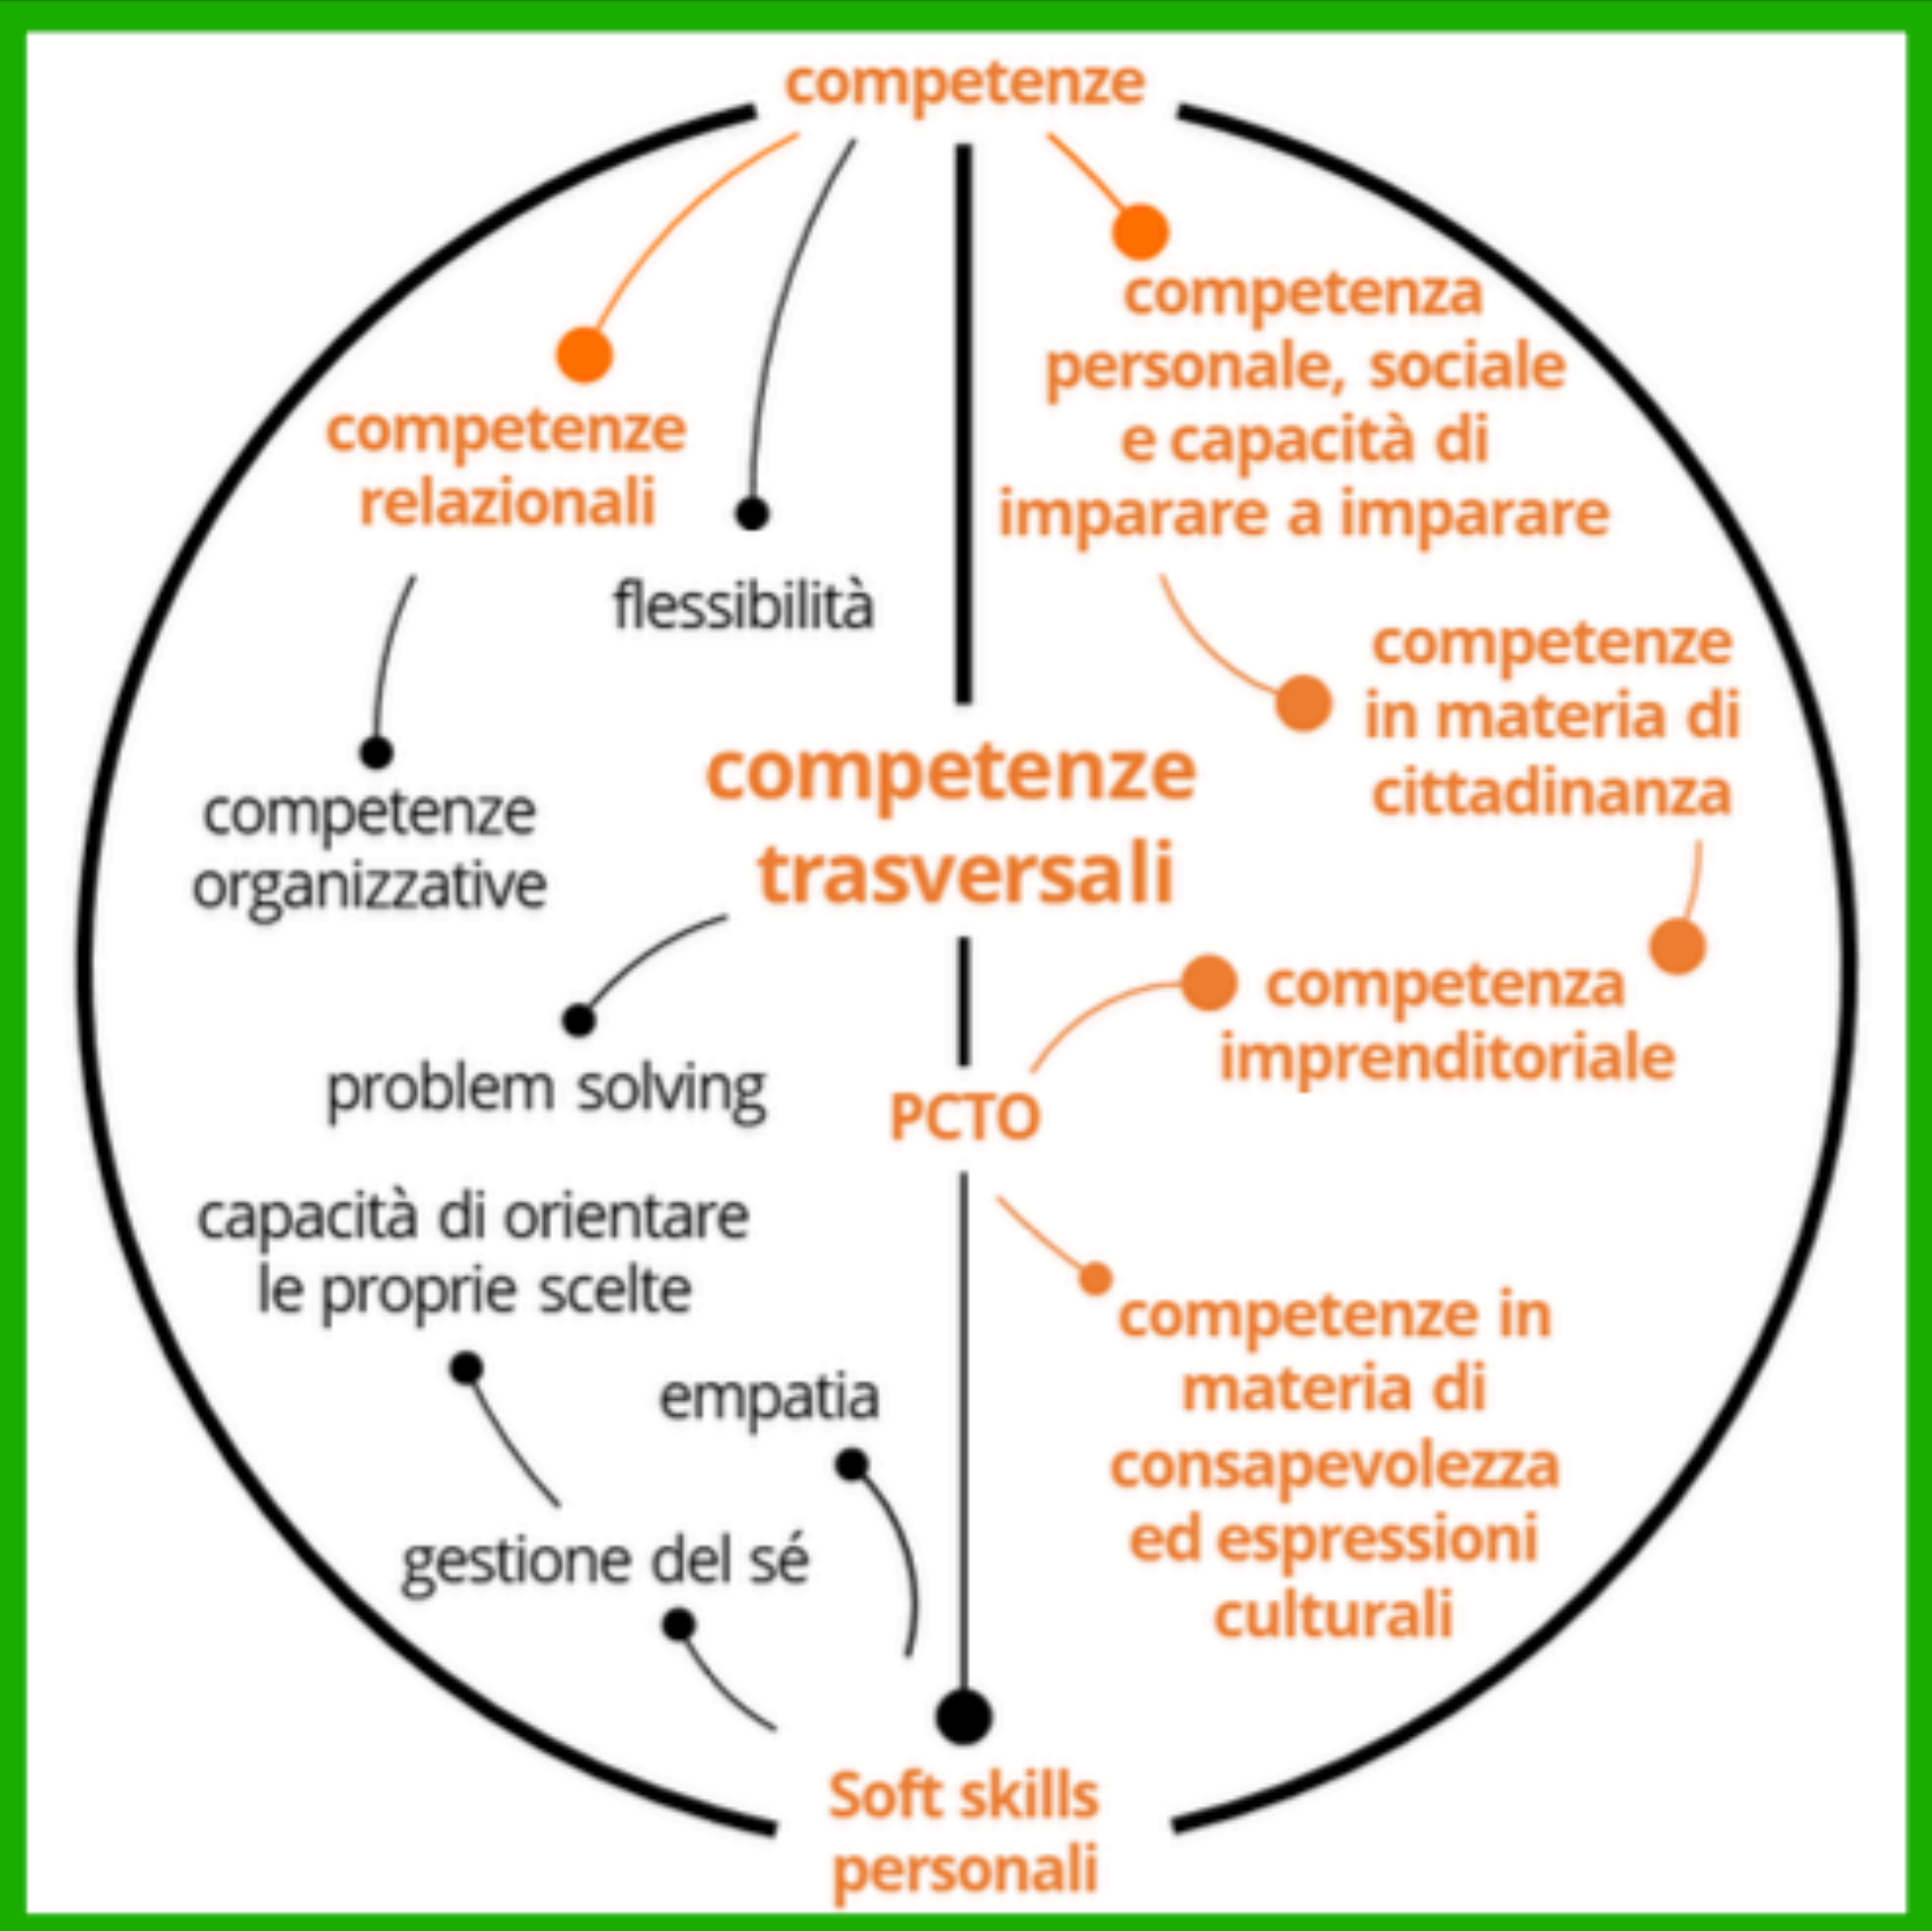 competenze
competenze
relazionali
flessibilità
competenze
organizzative
competenza
personale, sociale
e capacità di
imparare a imparare
competenze
in materia di
cittadinanza
competenze
trasversali
problem solving
competenza
imprenditoriale
PCTO
capacità di orientare
le proprie scelte
empatia
gestione del sé
competenze in
materia di
consapevolezza
ed espressioni
culturali
Soft skills
personali